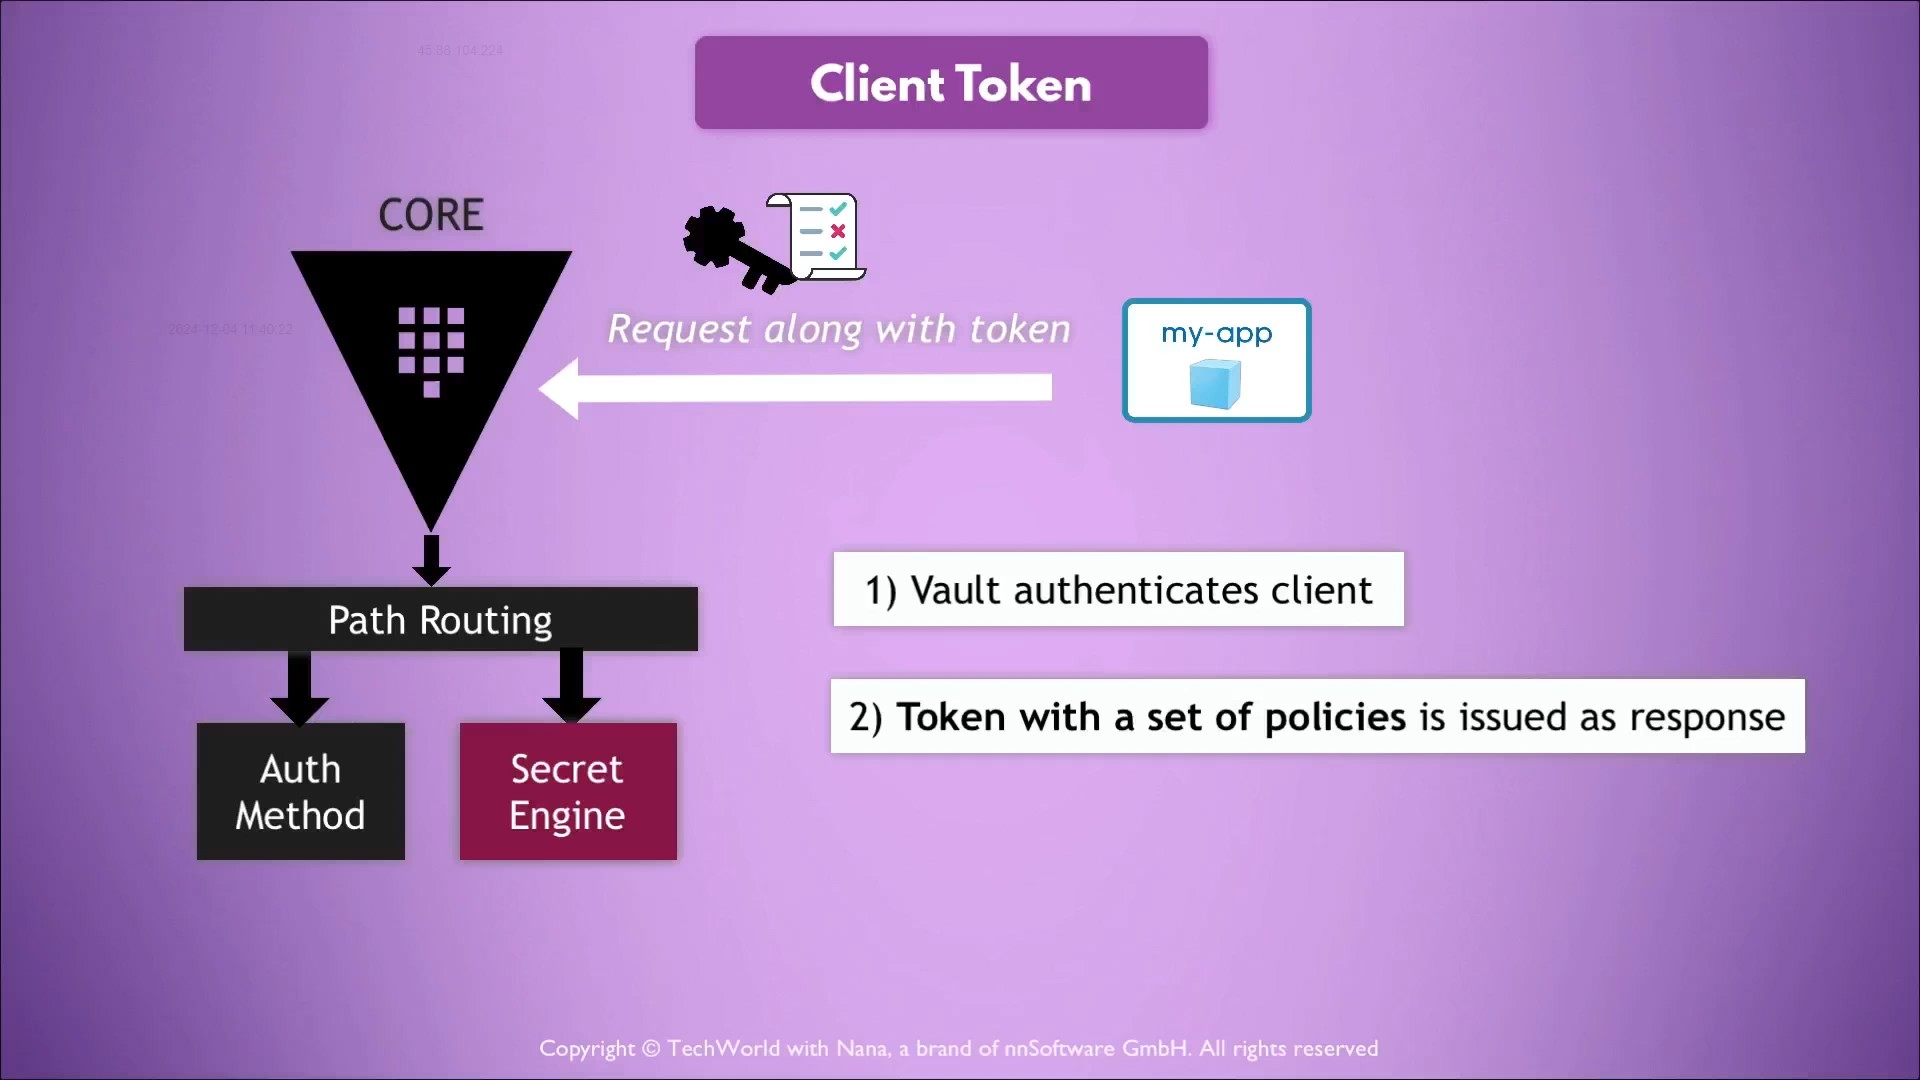 45.88.104.224
Client Token
CORE
2024-12-04 11:40:22
Request along with token
my-app
Path Routing
Auth
Method
Secret
Engine
1) Vault authenticates client
2) Token with a set of policies is issued as response
Copyright © TechWorld with Nana, a brand of nnSoftware GmbH. All rights reserved